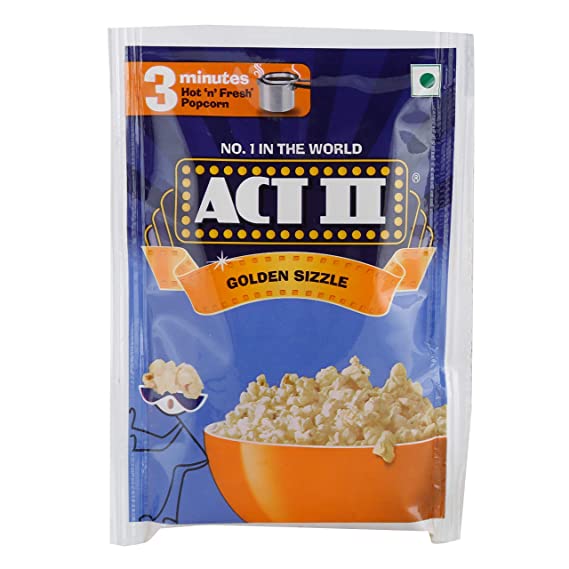 3 minutes
Hot 'n' Fresh
Popcorn
NO. 1 IN THE WORLD
ACT II®
GOLDEN SIZZLE